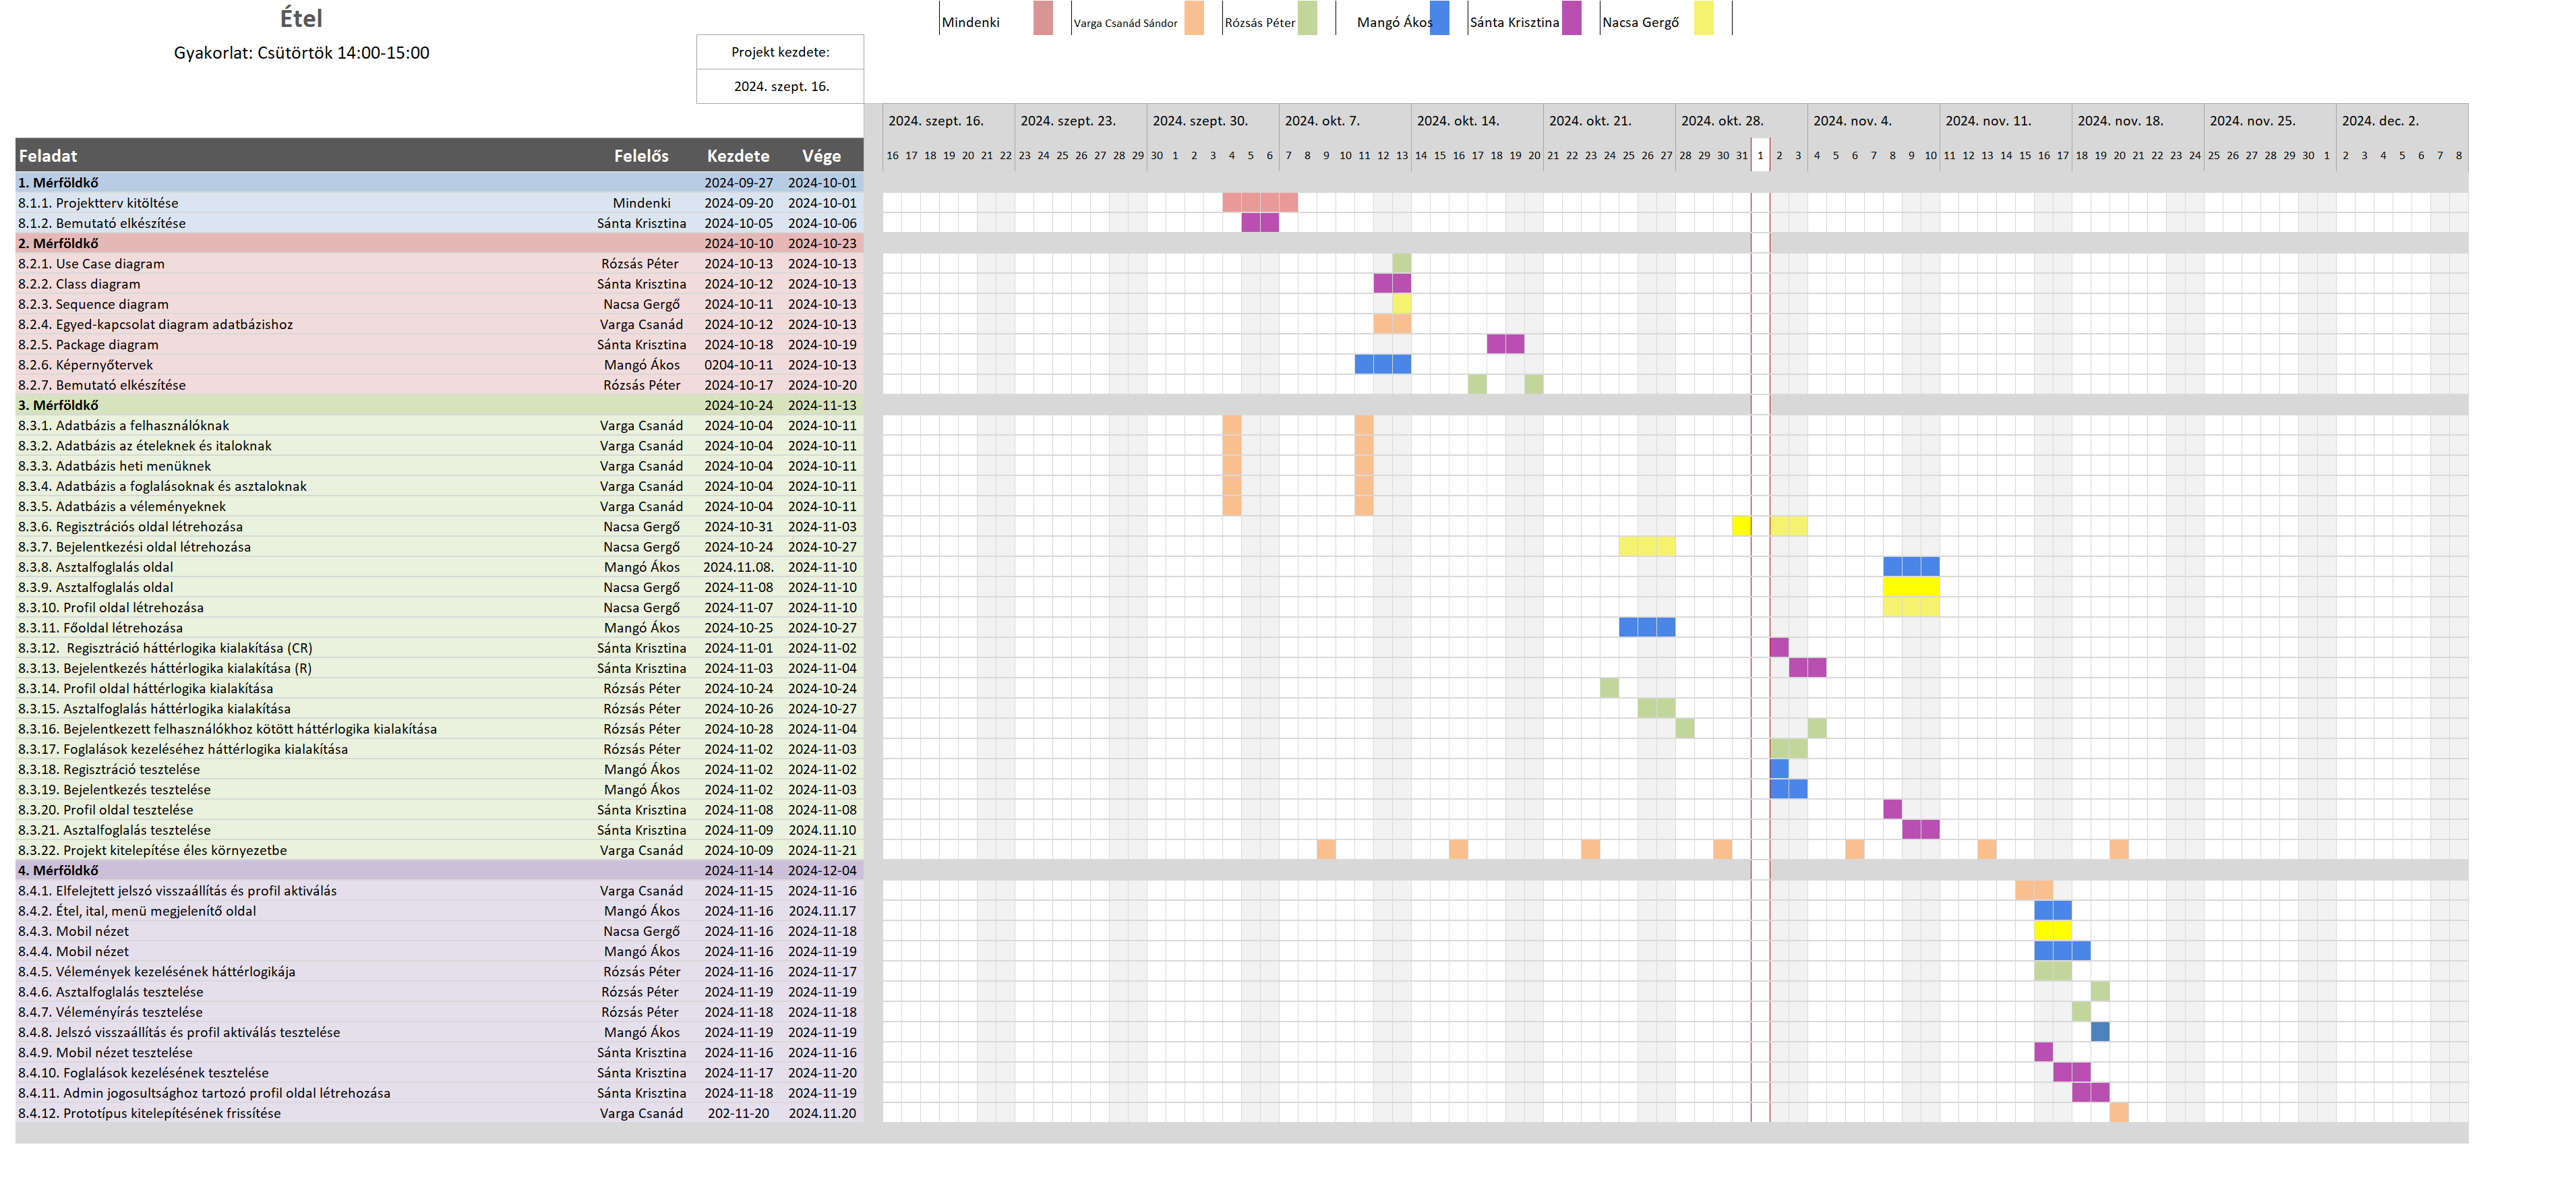 Étel
Gyakorlat: Csütörtök 14:00-15:00
Mindenki Varga Csanád Sándor Rózsás Péter Mangó Ákos Sánta Krisztina Nacsa Gergő
Projekt kezdete:
2024. szept. 16.
2024. szept. 16. 2024. szept. 23. 2024. szept. 30. 2024. okt. 7. 2024. okt. 14. 2024. okt. 21. 2024. okt. 28. 2024. nov. 4. 2024. nov. 11. 2024. nov. 18. 2024. nov. 25. 2024. dec. 2.
Feladat Felelős Kezdete Vége 16 17 18 19 20 21 22 23 24 25 26 27 28 29 30 1 2 3 4 5 6 7 8 9 10 11 12 13 14 15 16 17 18 19 20 21 22 23 24 25 26 27 28 29 30 31 1 2 3 4 5 6 7 8 9 10 11 12 13 14 15 16 17 18 19 20 21 22 23 24 25 26 27 28 29 30 1 2 3 4 5 6 7 8
1. Mérföldkő 2024-09-27 2024-10-01
8.1.1. Projektterv kitöltése Mindenki 2024-09-20 2024-10-01
8.1.2. Bemutató elkészítése Sánta Krisztina 2024-10-05 2024-10-06
2. Mérföldkő 2024-10-10 2024-10-23
8.2.1. Use Case diagram Rózsás Péter 2024-10-13 2024-10-13
8.2.2. Class diagram Sánta Krisztina 2024-10-12 2024-10-13
8.2.3. Sequence diagram Nacsa Gergő 2024-10-11 2024-10-13
8.2.4. Egyed-kapcsolat diagram adatbázishoz Varga Csanád 2024-10-12 2024-10-13
8.2.5. Package diagram Sánta Krisztina 2024-10-18 2024-10-19
8.2.6. Képernyőtervek Mangó Ákos 0204-10-11 2024-10-13
8.2.7. Bemutató elkészítése Rózsás Péter 2024-10-17 2024-10-20
3. Mérföldkő 2024-10-24 2024-11-13
8.3.1. Adatbázis a felhasználóknak Varga Csanád 2024-10-04 2024-10-11
8.3.2. Adatbázis az ételeknek és italoknak Varga Csanád 2024-10-04 2024-10-11
8.3.3. Adatbázis heti menüknek Varga Csanád 2024-10-04 2024-10-11
8.3.4. Adatbázis a foglalásoknak és asztaloknak Varga Csanád 2024-10-04 2024-10-11
8.3.5. Adatbázis a véleményeknek Varga Csanád 2024-10-04 2024-10-11
8.3.6. Regisztrációs oldal létrehozása Nacsa Gergő 2024-10-31 2024-11-03
8.3.7. Bejelentkezési oldal létrehozása Nacsa Gergő 2024-10-24 2024-10-27
8.3.8. Asztalfoglalás oldal Mangó Ákos 2024.11.08. 2024-11-10
8.3.9. Asztalfoglalás oldal Nacsa Gergő 2024-11-08 2024-11-10
8.3.10. Profil oldal létrehozása Nacsa Gergő 2024-11-07 2024-11-10
8.3.11. Főoldal létrehozása Mangó Ákos 2024-10-25 2024-10-27
8.3.12. Regisztráció háttérlogika kialakítása (CR) Sánta Krisztina 2024-11-01 2024-11-02
8.3.13. Bejelentkezés háttérlogika kialakítása (R) Sánta Krisztina 2024-11-03 2024-11-04
8.3.14. Profil oldal háttérlogika kialakítása Rózsás Péter 2024-10-24 2024-10-24
8.3.15. Asztalfoglalás háttérlogika kialakítása Rózsás Péter 2024-10-26 2024-10-27
8.3.16. Bejelentkezett felhasználókhoz kötött háttérlogika kialakítása Rózsás Péter 2024-10-28 2024-11-04
8.3.17. Foglalások kezeléséhez háttérlogika kialakítása Rózsás Péter 2024-11-02 2024-11-03
8.3.18. Regisztráció tesztelése Mangó Ákos 2024-11-02 2024-11-02
8.3.19. Bejelentkezés tesztelése Mangó Ákos 2024-11-02 2024-11-03
8.3.20. Profil oldal tesztelése Sánta Krisztina 2024-11-08 2024-11-08
8.3.21. Asztalfoglalás tesztelése Sánta Krisztina 2024-11-09 2024.11.10
8.3.22. Projekt kitelepítése éles környezetbe Varga Csanád 2024-10-09 2024-11-21
4. Mérföldkő 2024-11-14 2024-12-04
8.4.1. Elfelejtett jelszó visszaállítás és profil aktiválás Varga Csanád 2024-11-15 2024-11-16
8.4.2. Étel, ital, menü megjelenítő oldal Mangó Ákos 2024-11-16 2024.11.17
8.4.3. Mobil nézet Nacsa Gergő 2024-11-16 2024-11-18
8.4.4. Mobil nézet Mangó Ákos 2024-11-16 2024-11-19
8.4.5. Vélemények kezelésének háttérlogikája Rózsás Péter 2024-11-16 2024-11-17
8.4.6. Asztalfoglalás tesztelése Rózsás Péter 2024-11-19 2024-11-19
8.4.7. Véleményírás tesztelése Rózsás Péter 2024-11-18 2024-11-18
8.4.8. Jelszó visszaállítás és profil aktiválás tesztelése Mangó Ákos 2024-11-19 2024-11-19
8.4.9. Mobil nézet tesztelése Sánta Krisztina 2024-11-16 2024-11-16
8.4.10. Foglalások kezelésének tesztelése Sánta Krisztina 2024-11-17 2024-11-20
8.4.11. Admin jogosultsághoz tartozó profil oldal létrehozása Sánta Krisztina 2024-11-18 2024-11-19
8.4.12. Prototípus kitelepítésének frissítése Varga Csanád 202-11-20 2024.11.20